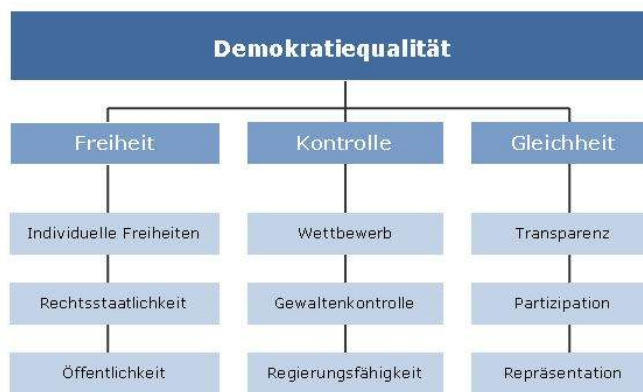 Demokratiequalität
Freiheit
Kontrolle
Gleichheit
Individuelle Freiheiten
Wettbewerb
Transparenz
Rechtsstaatlichkeit
Gewaltenkontrolle
Partizipation
Öffentlichkeit
Regierungsfähigkeit
Repräsentation